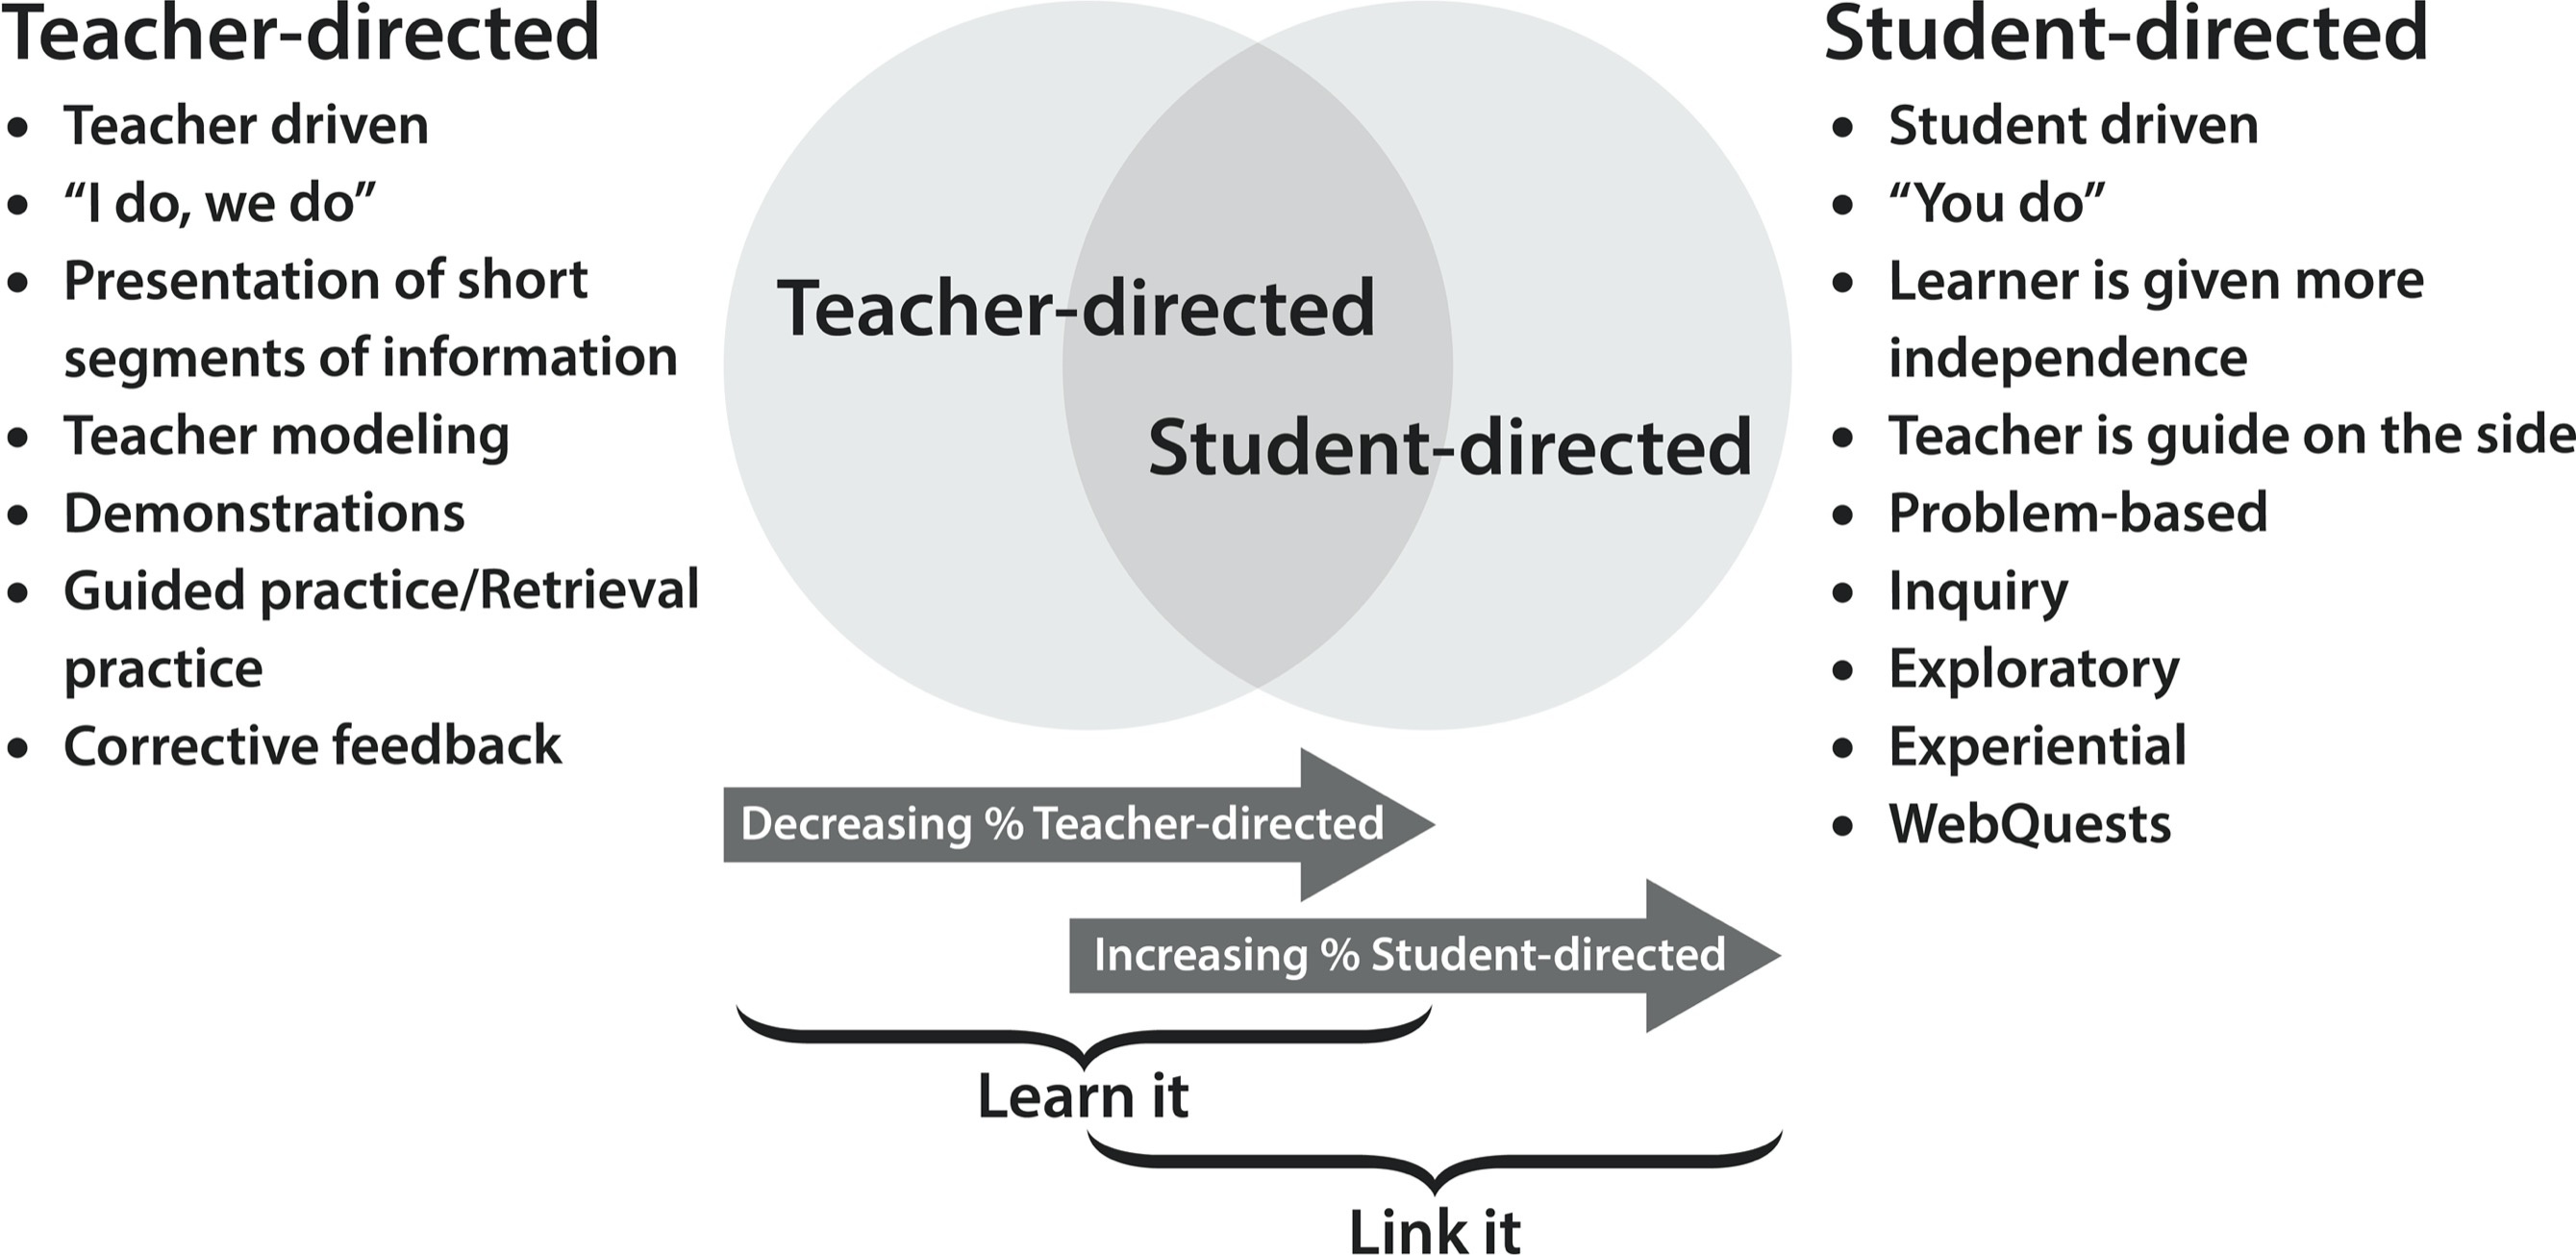 Teacher-directed
• Teacher driven
• “I do, we do”
• Presentation of short
segments of information
• Teacher modeling
• Demonstrations
• Guided practice/Retrieval
practice
• Corrective feedback
Teacher-directed
Student-directed
Decreasing % Teacher-directed
Increasing % Student-directed
Learn it
Link it
Student-directed
• Student driven
• “You do”
• Learner is given more
independence
• Teacher is guide on the side
• Problem-based
• Inquiry
• Exploratory
• Experiential
• WebQuests